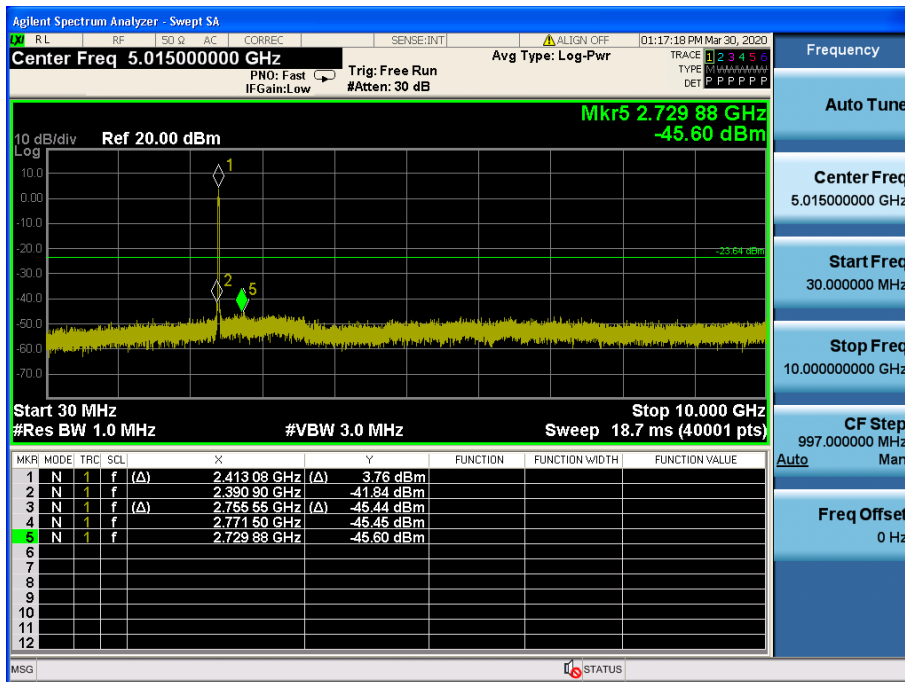 Agilent Spectrum Analyzer - Swept SA
LXI RL RF 50 Ω AC CORREC SENSE:INT ALIGN OFF 01:17:18 PM Mar 30, 2020
Center Freq 5.015000000 GHz
PNO: Fast
IFGain:Low
Trig: Free Run
#Atten: 30 dB
Avg Type: Log-Pwr
TRACE 1 2 3 4 5 6
TYPE M WWWWW
DET P P P P P P
Mkr5 2.729 88 GHz
-45.60 dBm
10 dB/div Ref 20.00 dBm
Log
10.0
0.00
-10.0
-20.0
-30.0
-40.0
-50.0
-60.0
-70.0
1
2
5
-23.64 dBm
Start 30 MHz Stop 10.000 GHz
#Res BW 1.0 MHz #VBW 3.0 MHz Sweep 18.7 ms (40001 pts)
MKR MODE TRC SCL X Y FUNCTION FUNCTION WIDTH FUNCTION VALUE
1 N 1 f (Δ) 2.413 08 GHz (Δ) 3.76 dBm
2 N 1 f 2.390 90 GHz -41.84 dBm
3 N 1 f (Δ) 2.755 55 GHz (Δ) -45.44 dBm
4 N 1 f 2.771 50 GHz -45.45 dBm
5 N 1 f 2.729 88 GHz -45.60 dBm
6
7
8
9
10
11
12
MSG STATUS
Frequency
Auto Tune
Center Freq
5.015000000 GHz
Start Freq
30.000000 MHz
Stop Freq
10.000000000 GHz
CF Step
997.000000 MHz
Auto Man
Freq Offset
0 Hz